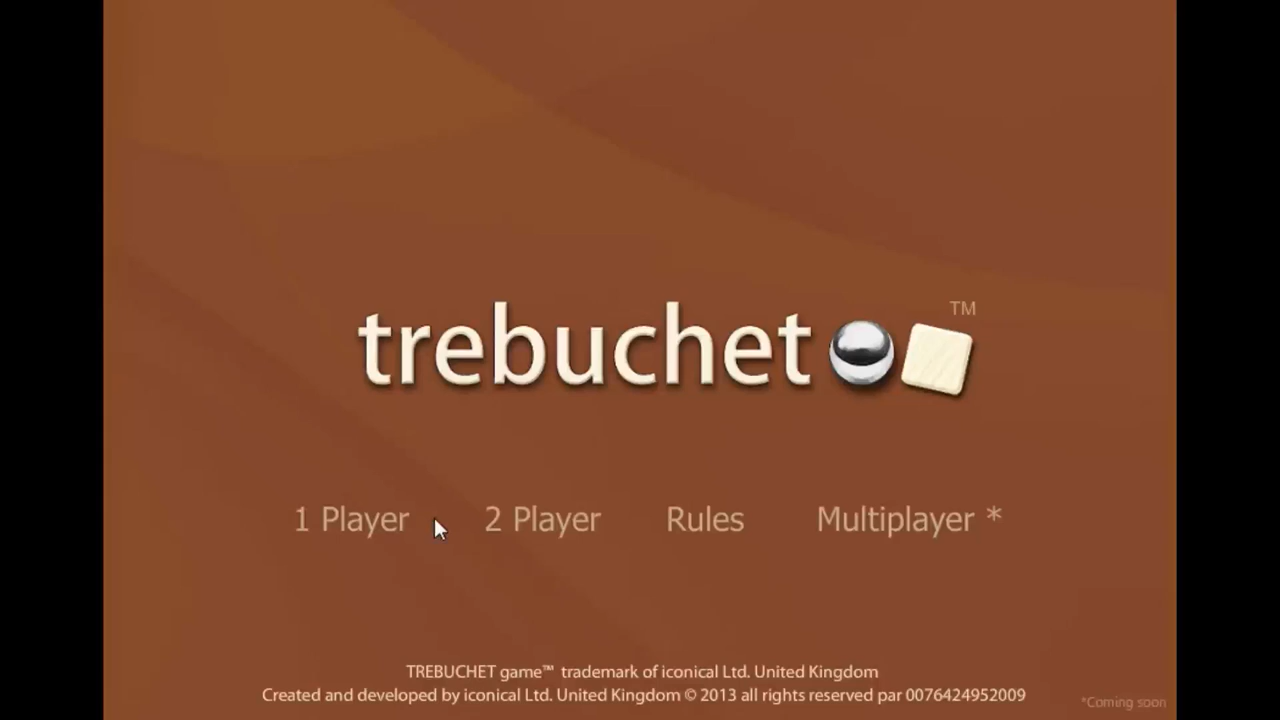 trebuchet TM
1 Player 2 Player Rules Multiplayer *
TREBUCHET game™ trademark of iconical Ltd. United Kingdom
Created and developed by iconical Ltd. United Kingdom © 2013 all rights reserved par 0076424952009
*Coming soon